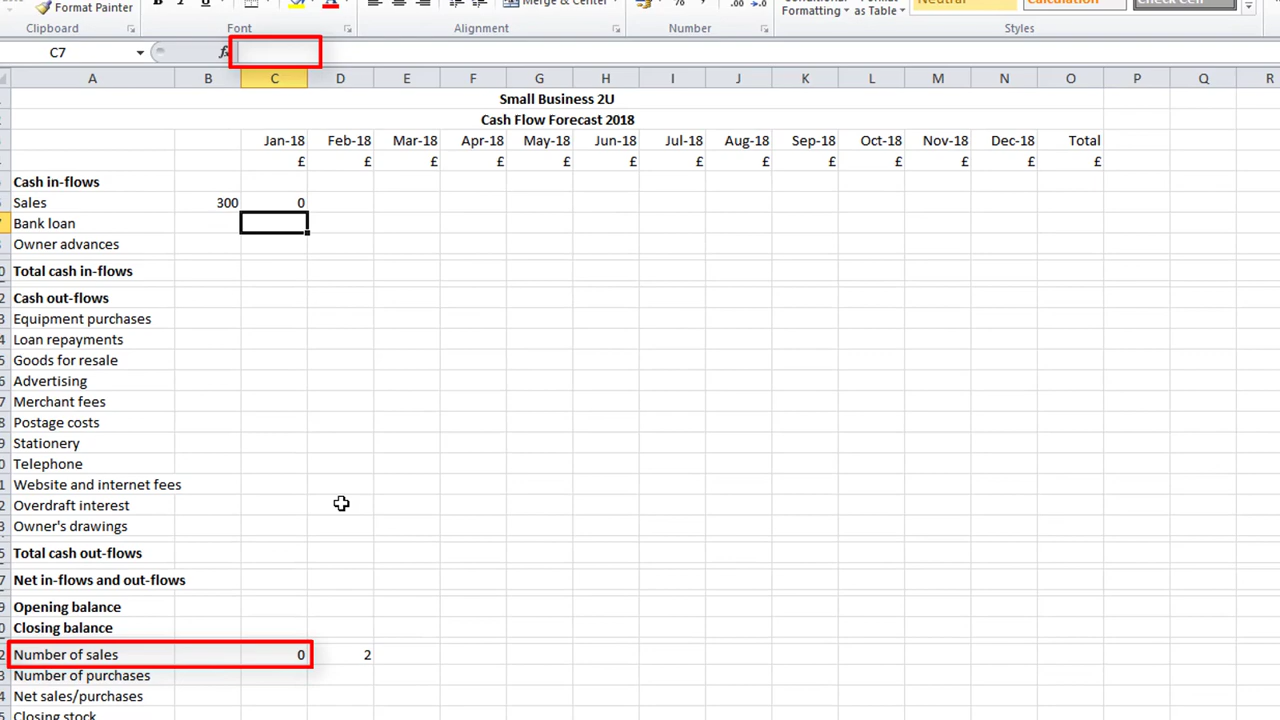 Format Painter
B I U
Merge & Center
% .00 .0
Conditional Formatting Format as Table
Neutral Calculation Check Cell
Clipboard Font Alignment Number Styles
C7 fx
A B C D E F G H I J K L M N O P Q R
Small Business 2U
Cash Flow Forecast 2018
Jan-18 Feb-18 Mar-18 Apr-18 May-18 Jun-18 Jul-18 Aug-18 Sep-18 Oct-18 Nov-18 Dec-18 Total
£ £ £ £ £ £ £ £ £ £ £ £ £
Cash in-flows
Sales 300 0
Bank loan
Owner advances
Total cash in-flows
Cash out-flows
Equipment purchases
Loan repayments
Goods for resale
Advertising
Merchant fees
Postage costs
Stationery
Telephone
Website and internet fees
Overdraft interest
Owner's drawings
Total cash out-flows
Net in-flows and out-flows
Opening balance
Closing balance
Number of sales 0 2
Number of purchases
Net sales/purchases
Closing stock